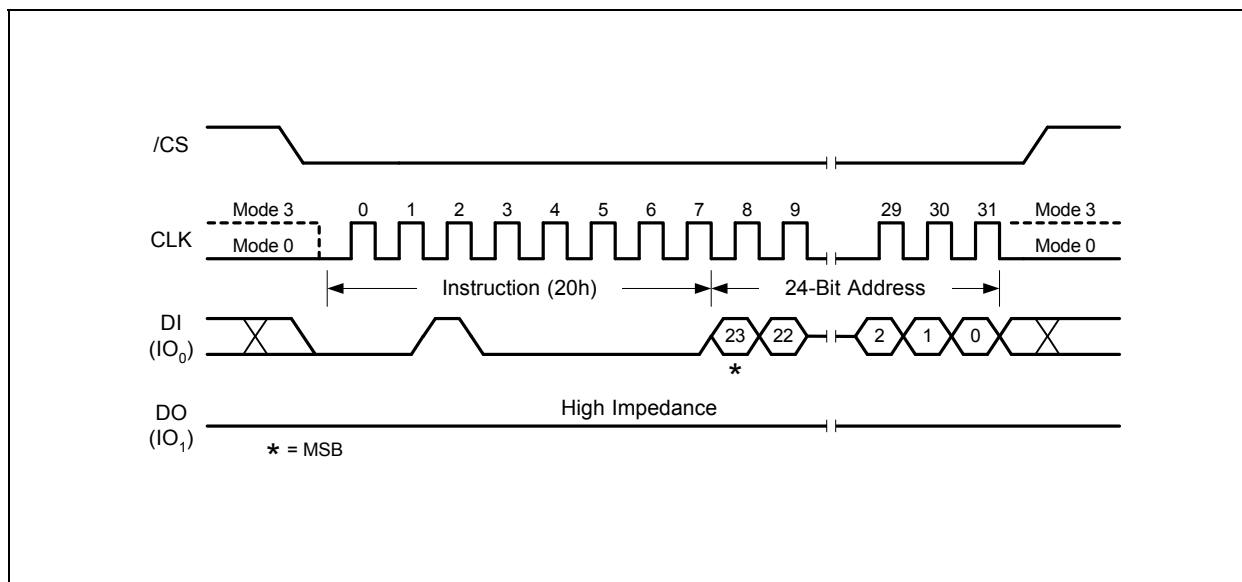 /CS
Mode 3 0 1 2 3 4 5 6 7 8 9 29 30 31 Mode 3
CLK
Mode 0 Mode 0
Instruction (20h) 24-Bit Address
DI
(IO0) 23 22 2 1 0
*
DO High Impedance
(IO1)
* = MSB